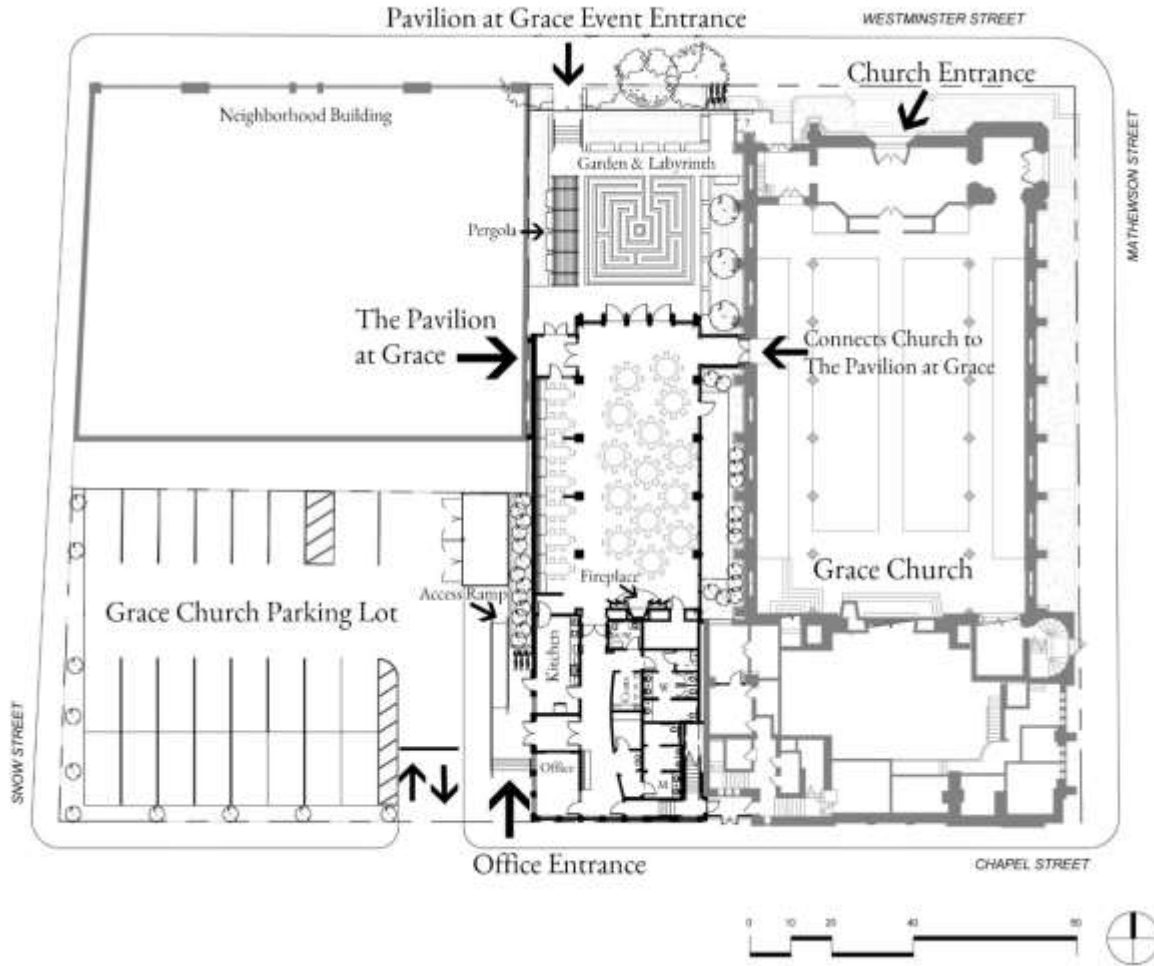 Pavilion at Grace Event Entrance
WESTMINSTER STREET
Church Entrance
Neighborhood Building
Garden & Labyrinth
MATHEWSON STREET
Pergola
The Pavilion
at Grace
Connects Church to
The Pavilion at Grace
Fireplace
Grace Church
Access Ramp
Grace Church Parking Lot
Kitchen
Coats
W
SNOW STREET
Office
M
Office Entrance
CHAPEL STREET
0 10 20 40 80